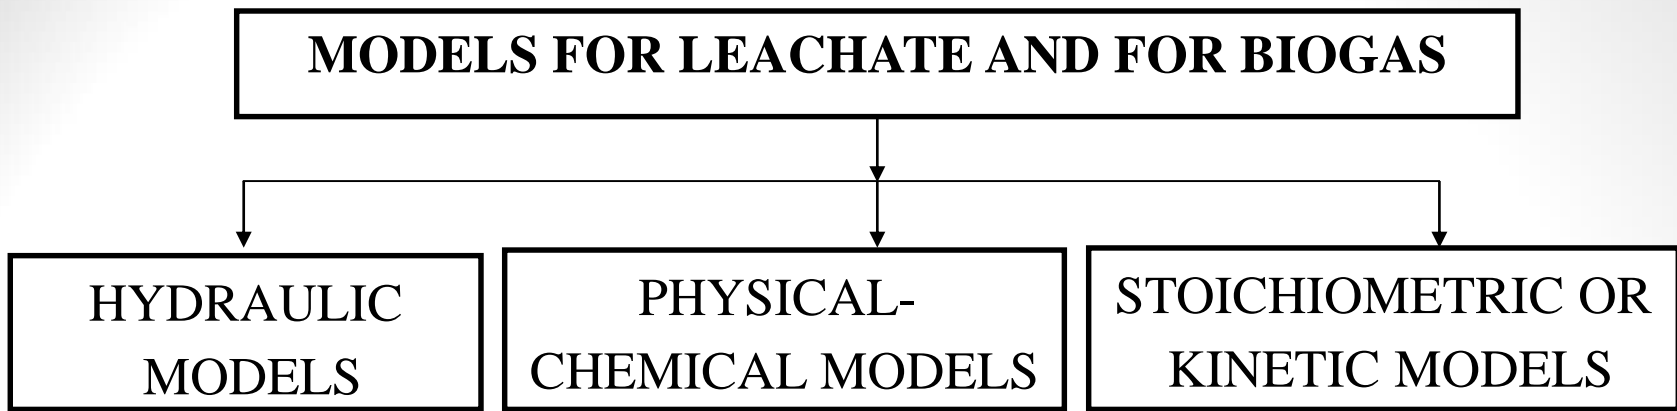 MODELS FOR LEACHATE AND FOR BIOGAS
HYDRAULIC
MODELS
PHYSICAL-
CHEMICAL MODELS
STOICHIOMETRIC OR
KINETIC MODELS